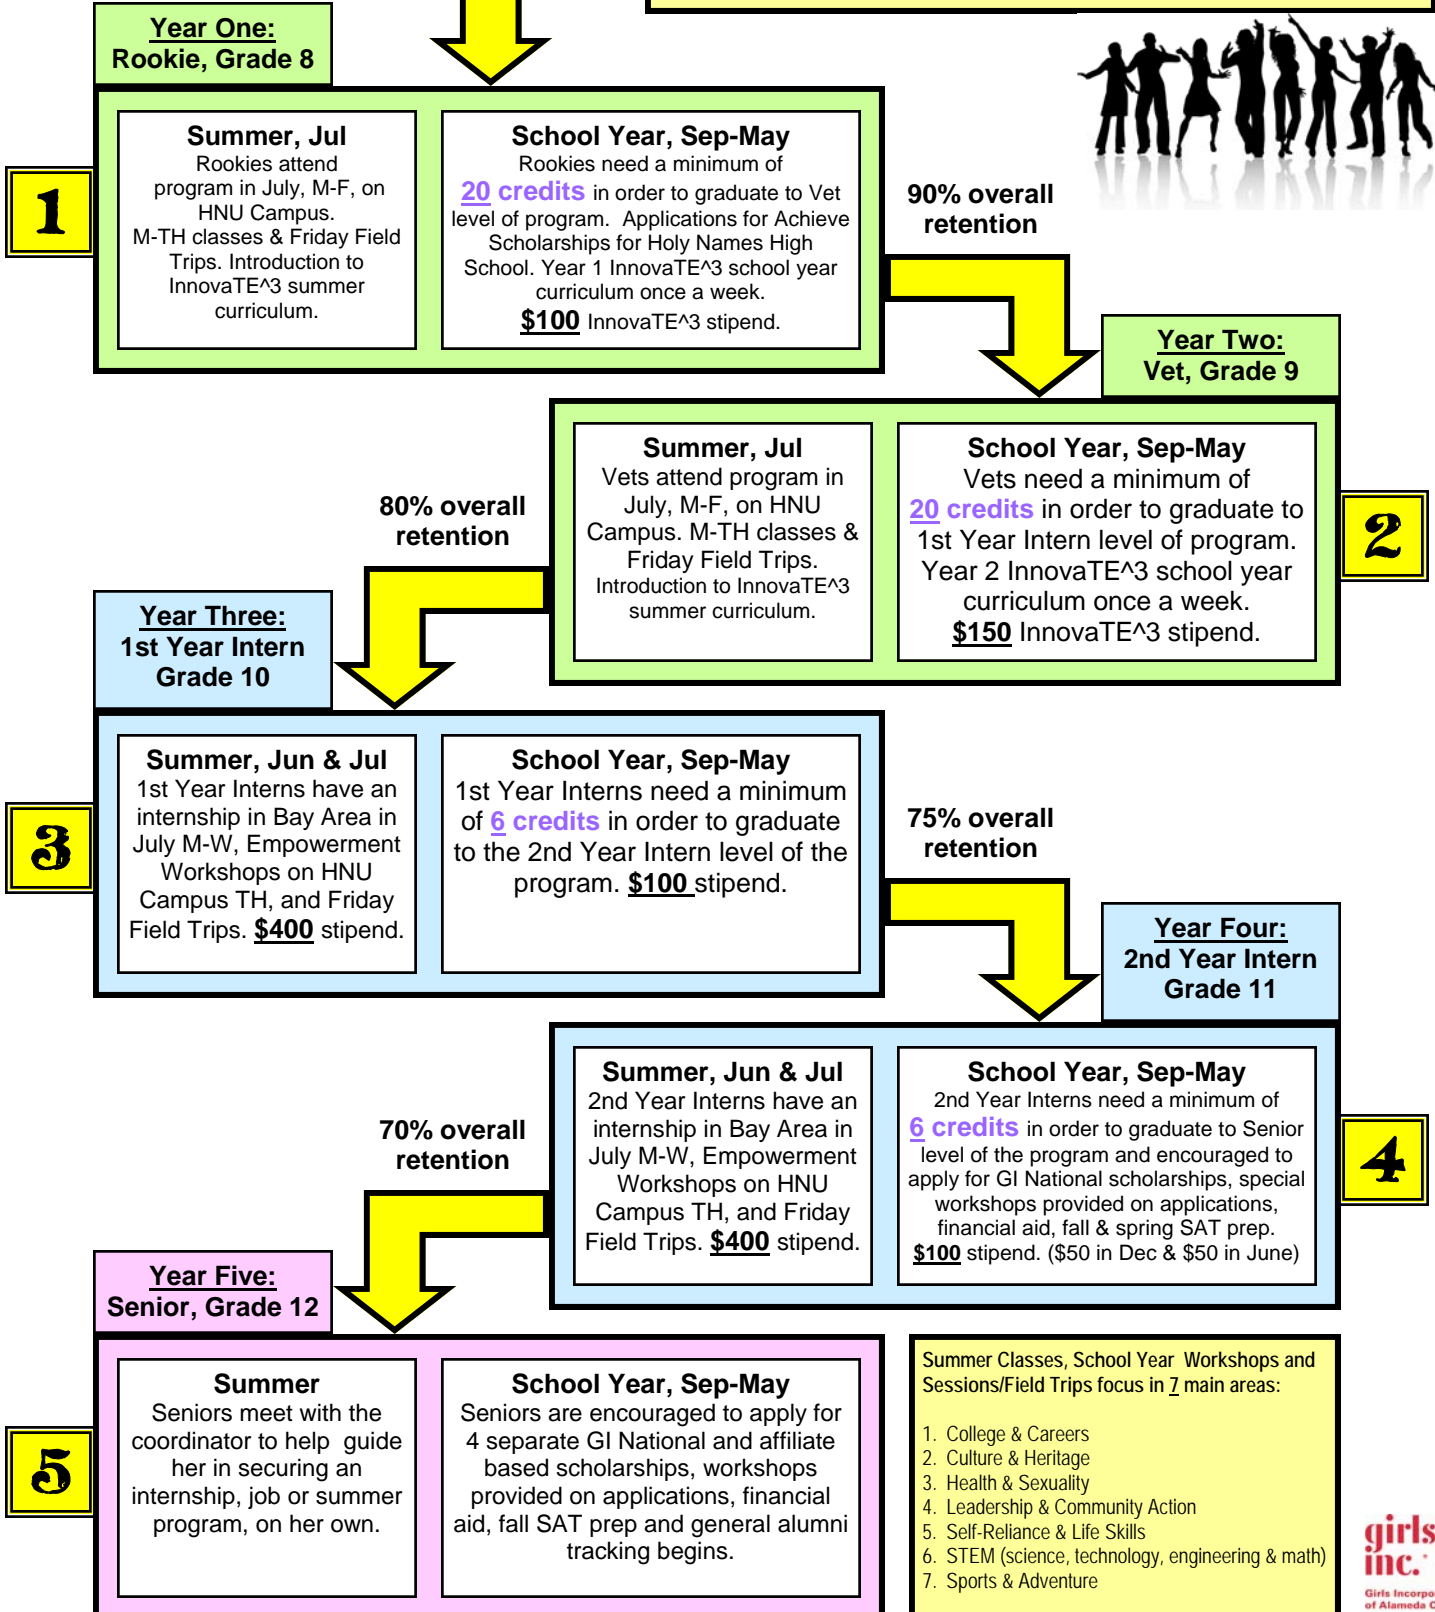 Year One:
Rookie, Grade 8
1
Summer, Jul
Rookies attend
program in July, M-F, on
HNU Campus.
M-TH classes & Friday Field
Trips. Introduction to
InnovaTE^3 summer
curriculum.
School Year, Sep-May
Rookies need a minimum of
20 credits in order to graduate to Vet
level of program. Applications for Achieve
Scholarships for Holy Names High
School. Year 1 InnovaTE^3 school year
curriculum once a week.
$100 InnovaTE^3 stipend.
90% overall
retention
Year Two:
Vet, Grade 9
Summer, Jul
Vets attend program in
July, M-F, on HNU
Campus. M-TH classes &
Friday Field Trips.
Introduction to InnovaTE^3
summer curriculum.
School Year, Sep-May
Vets need a minimum of
20 credits in order to graduate to
1st Year Intern level of program.
Year 2 InnovaTE^3 school year
curriculum once a week.
$150 InnovaTE^3 stipend.
2
80% overall
retention
Year Three:
1st Year Intern
Grade 10
3
Summer, Jun & Jul
1st Year Interns have an
internship in Bay Area in
July M-W, Empowerment
Workshops on HNU
Campus TH, and Friday
Field Trips. $400 stipend.
School Year, Sep-May
1st Year Interns need a minimum
of 6 credits in order to graduate
to the 2nd Year Intern level of the
program. $100 stipend.
75% overall
retention
Year Four:
2nd Year Intern
Grade 11
Summer, Jun & Jul
2nd Year Interns have an
internship in Bay Area in
July M-W, Empowerment
Workshops on HNU
Campus TH, and Friday
Field Trips. $400 stipend.
School Year, Sep-May
2nd Year Interns need a minimum of
6 credits in order to graduate to Senior
level of the program and encouraged to
apply for GI National scholarships, special
workshops provided on applications,
financial aid, fall & spring SAT prep.
$100 stipend. ($50 in Dec & $50 in June)
4
70% overall
retention
Year Five:
Senior, Grade 12
5
Summer
Seniors meet with the
coordinator to help guide
her in securing an
internship, job or summer
program, on her own.
School Year, Sep-May
Seniors are encouraged to apply for
4 separate GI National and affiliate
based scholarships, workshops
provided on applications, financial
aid, fall SAT prep and general alumni
tracking begins.
Summer Classes, School Year Workshops and
Sessions/Field Trips focus in 7 main areas:
1. College & Careers
2. Culture & Heritage
3. Health & Sexuality
4. Leadership & Community Action
5. Self-Reliance & Life Skills
6. STEM (science, technology, engineering & math)
7. Sports & Adventure
girls
inc.
Girls Incorpo
of Alameda C